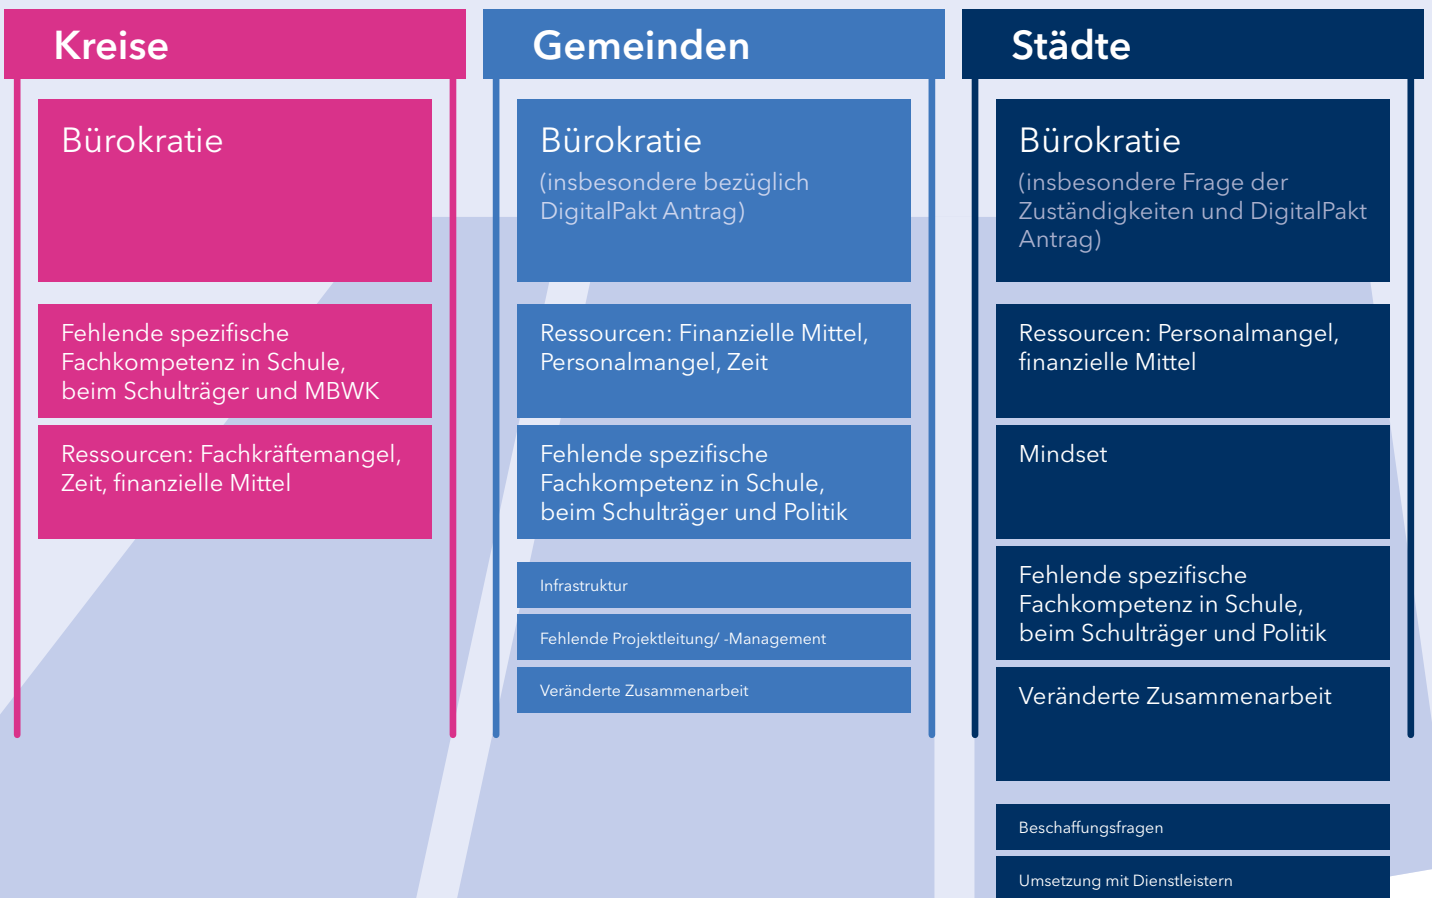 Kreise
Bürokratie
Fehlende spezifische
Fachkompetenz in Schule,
beim Schulträger und MBWK
Ressourcen: Fachkräftemangel,
Zeit, finanzielle Mittel
Gemeinden
Bürokratie
(insbesondere bezüglich
DigitalPakt Antrag)
Ressourcen: Finanzielle Mittel,
Personalmangel, Zeit
Fehlende spezifische
Fachkompetenz in Schule,
beim Schulträger und Politik
Infrastruktur
Fehlende Projektleitung/ -Management
Veränderte Zusammenarbeit
Städte
Bürokratie
(insbesondere Frage der
Zuständigkeiten und DigitalPakt
Antrag)
Ressourcen: Personalmangel,
finanzielle Mittel
Mindset
Fehlende spezifische
Fachkompetenz in Schule,
beim Schulträger und Politik
Veränderte Zusammenarbeit
Beschaffungsfragen
Umsetzung mit Dienstleistern